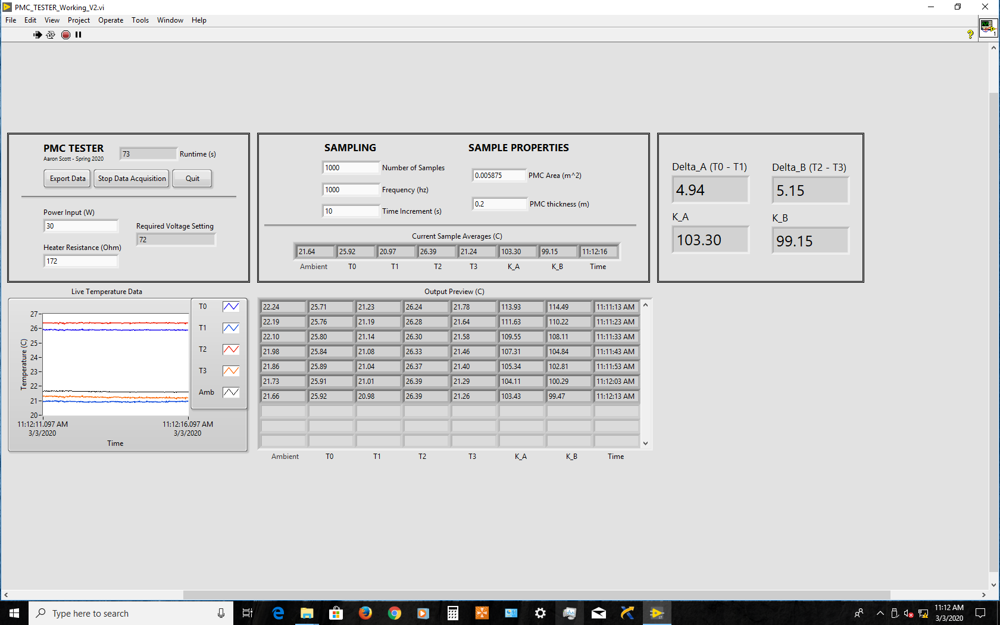 PMC_TESTER_Working_V2.vi
File Edit View Project Operate Tools Window Help
1
PMC TESTER
Aaron Scott - Spring 2020
73 Runtime (s)
Export Data Stop Data Acquisition Quit
Power Input (W)
30
Required Voltage Setting
72
Heater Resistance (Ohm)
172
SAMPLING
1000 Number of Samples
1000 Frequency (hz)
10 Time Increment (s)
SAMPLE PROPERTIES
0.005875 PMC Area (m^2)
0.2 PMC thickness (m)
Current Sample Averages (C)
21.64 25.92 20.97 26.39 21.24 103.30 99.15 11:12:16
Ambient T0 T1 T2 T3 K_A K_B Time
Delta_A (T0 - T1) Delta_B (T2 - T3)
4.94 5.15
K_A K_B
103.30 99.15
Live Temperature Data
Temperature (C)
27
26
25
24
23
22
21
20
11:12:11.097 AM 11:12:16.097 AM
3/3/2020 3/3/2020
Time
T0
T1
T2
T3
Amb
Output Preview (C)
22.24 25.71 21.23 26.24 21.78 113.93 114.49 11:11:13 AM
22.19 25.76 21.19 26.28 21.64 111.63 110.22 11:11:23 AM
22.10 25.80 21.14 26.30 21.58 109.55 108.11 11:11:33 AM
21.98 25.84 21.08 26.33 21.46 107.31 104.84 11:11:43 AM
21.86 25.89 21.04 26.37 21.40 105.34 102.81 11:11:53 AM
21.73 25.91 21.01 26.39 21.29 104.11 100.29 11:12:03 AM
21.66 25.92 20.98 26.39 21.26 103.43 99.47 11:12:13 AM
Ambient T0 T1 T2 T3 K_A K_B Time
Type here to search
17
11:12 AM
3/3/2020